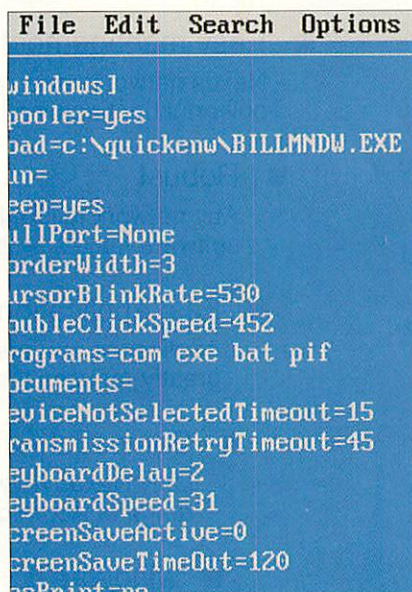 File Edit Search Options
windows]
pooler=yes
oad=c:\quickenw\BILLMNDW.EXE
un=
eep=yes
ullPort=None
orderWidth=3
ursorBlinkRate=530
oubleClickSpeed=452
rograms=com exe bat pif
ocuments=
eviceNotSelectedTimeout=15
ransmissionRetryTimeout=45
eyboardDelay=2
eyboardSpeed=31
creenSaveActive=0
creenSaveTimeOut=120
osPrint=no